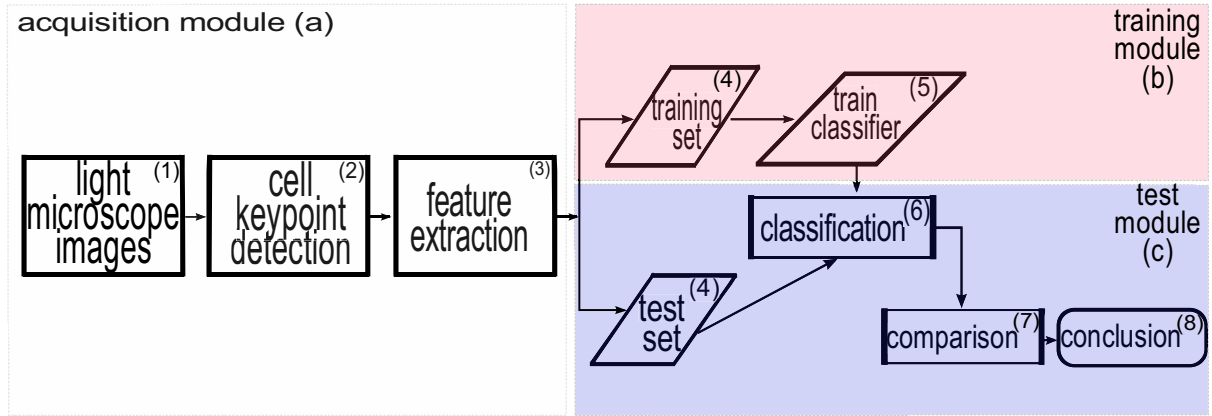 acquisition module (a)
light
microscope
images
(1)
cell
keypoint
detection
(2)
feature
extraction
(3)
training
module
(b)
training
set
(4)
train
classifier
(5)
test
module
(c)
classification
(6)
test
set
(4)
comparison
(7)
conclusion
(8)